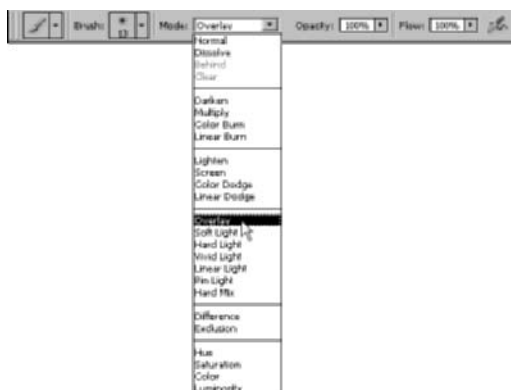 Brush: 13 Mode: Overlay Opacity: 100% Flow: 100%
Normal
Dissolve
Behind
Clear
Darken
Multiply
Color Burn
Linear Burn
Lighten
Screen
Color Dodge
Linear Dodge
Overlay
Soft Light
Hard Light
Vivid Light
Linear Light
Pin Light
Hard Mix
Difference
Exclusion
Hue
Saturation
Color
Luminosity